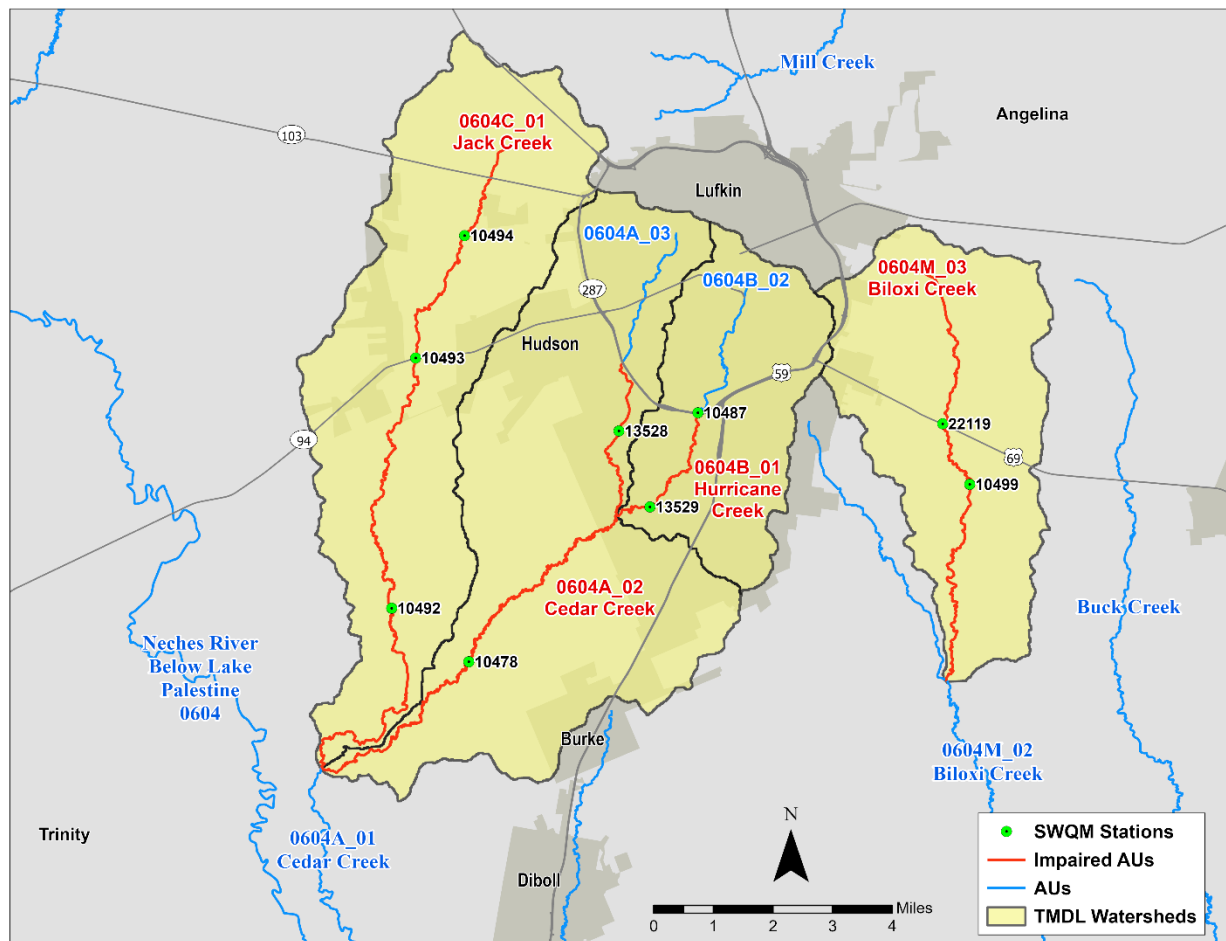 Mill Creek
Angelina
103
0604C_01
Jack Creek
Lufkin
10494
0604A_03
0604M_03
Biloxi Creek
0604B_02
287
Hudson
10493
59
10487
22119
13528
94
69
0604B_01
Hurricane
Creek
10499
13529
0604A_02
Cedar Creek
10492
Buck Creek
Neches River
Below Lake
Palestine
0604
10478
Burke
0604M_02
Biloxi Creek
Trinity
0604A_01
Cedar Creek
N
Diboll
Miles
0 1 2 3 4
SWQM Stations
Impaired AUs
AUs
TMDL Watersheds